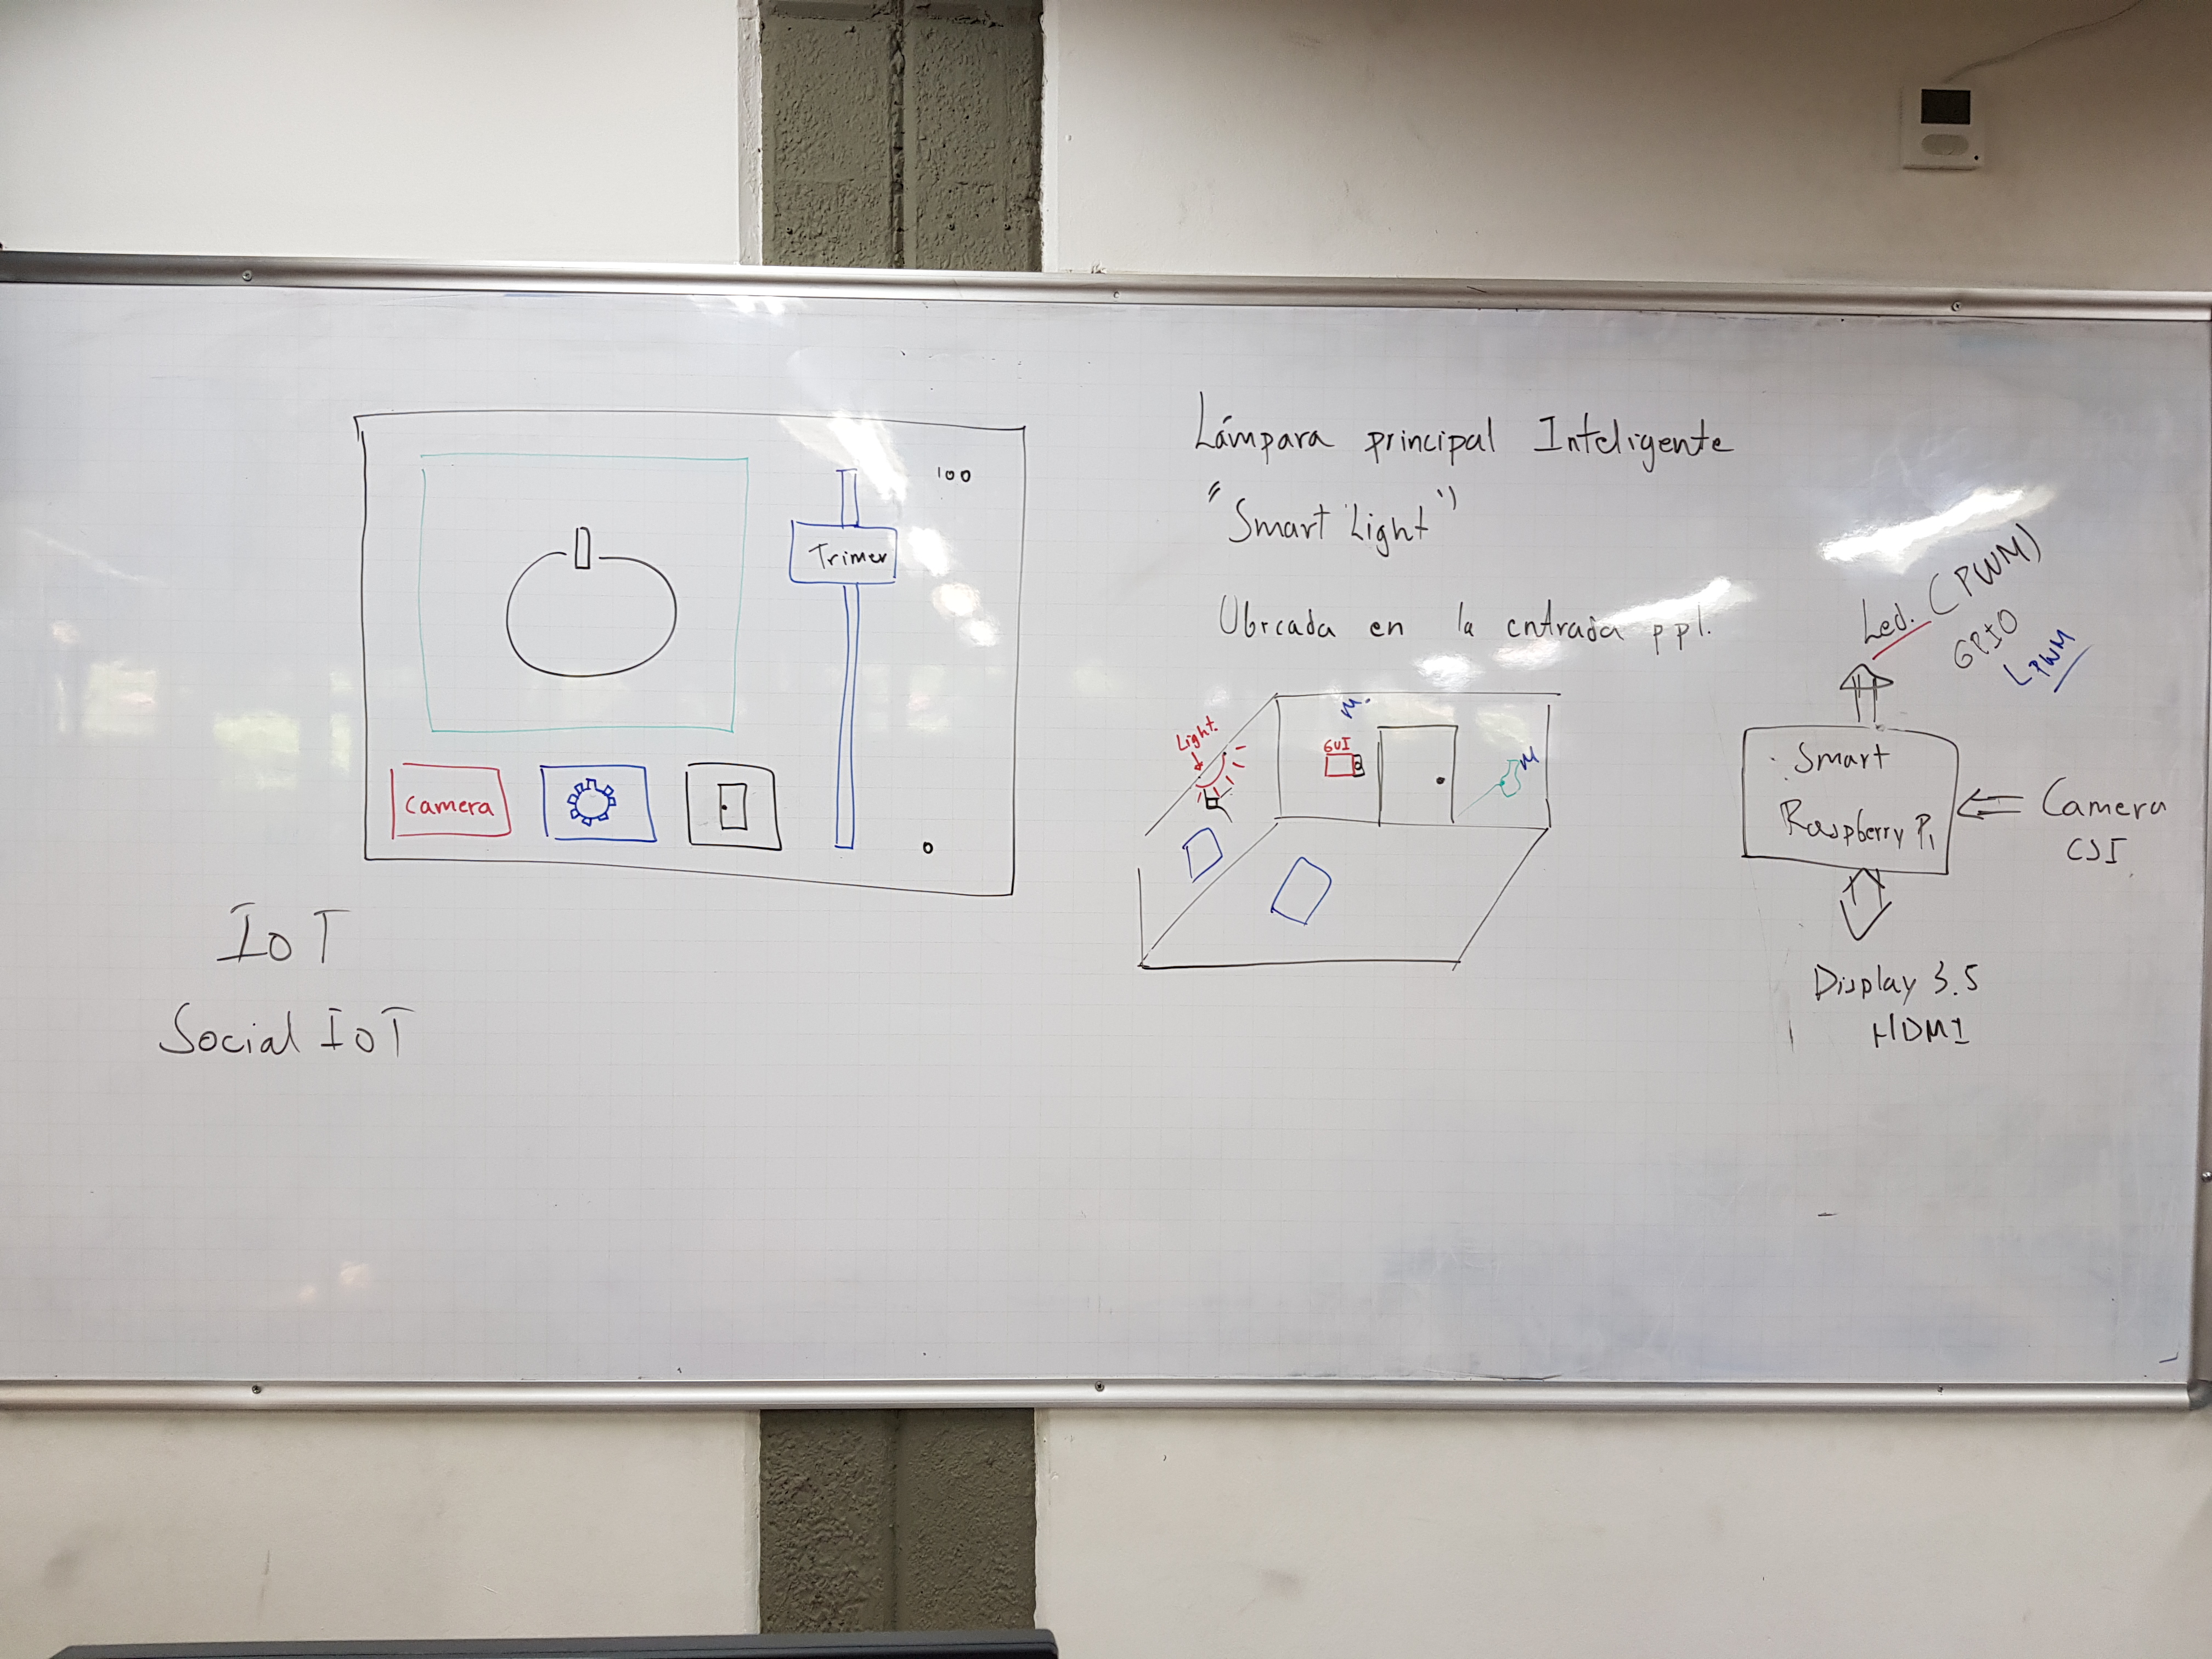 100
Trimer
Camera
0
IoT
Social IoT
Lámpara principal Inteligente
"Smart Light"
Ubicada en la entrada ppl.
Light.
GUI
M.
M
Led. (PWM)
GPIO
PWM
Smart
Raspberry Pi
Camera
CSI
Display 3.5
HDMI